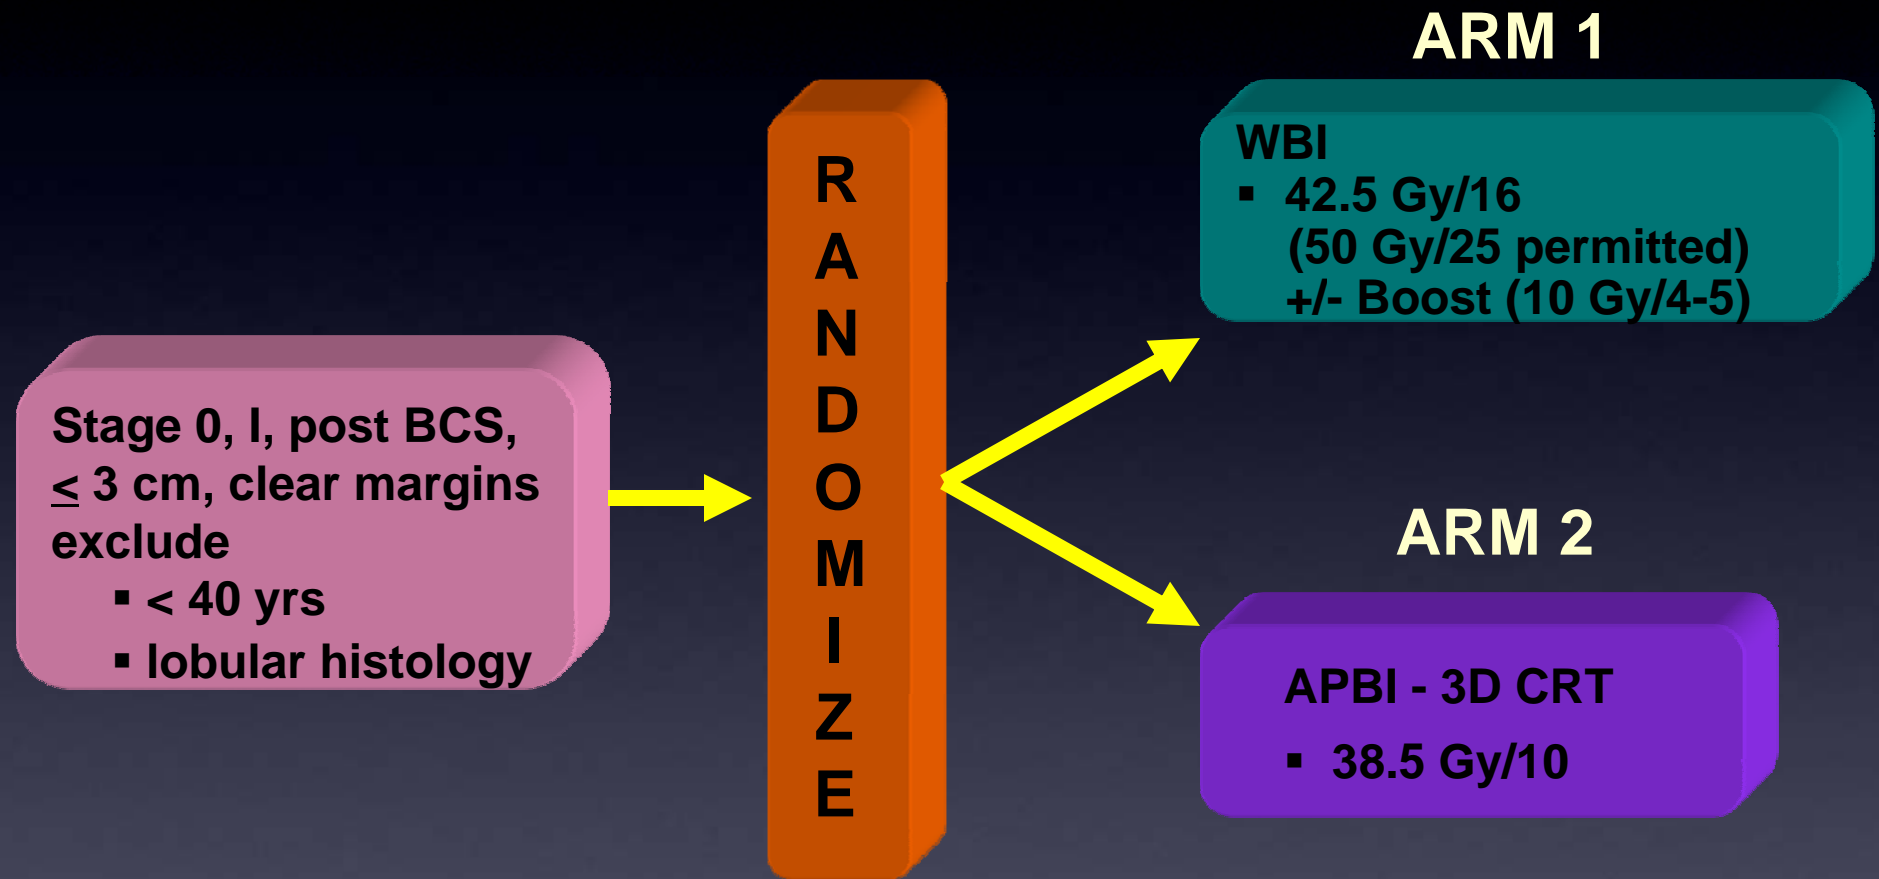 Stage 0, I, post BCS,
≤ 3 cm, clear margins
exclude
▪ < 40 yrs
▪ lobular histology
R
A
N
D
O
M
I
Z
E
ARM 1
WBI
▪ 42.5 Gy/16
(50 Gy/25 permitted)
+/- Boost (10 Gy/4-5)
ARM 2
APBI - 3D CRT
▪ 38.5 Gy/10